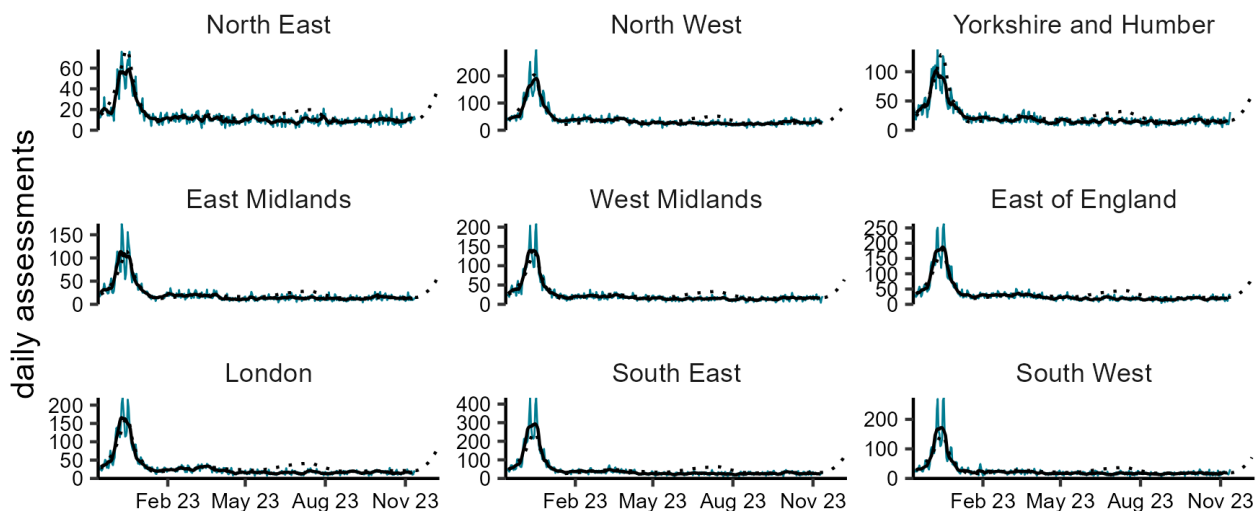 daily assessments
North East
60
40
20
0
North West
200
100
0
Yorkshire and Humber
100
50
0
East Midlands
150
100
50
0
West Midlands
200
150
100
50
0
East of England
250
200
150
100
50
0
London
200
150
100
50
0
South East
400
300
200
100
0
South West
200
100
0
Feb 23 May 23 Aug 23 Nov 23
Feb 23 May 23 Aug 23 Nov 23
Feb 23 May 23 Aug 23 Nov 23